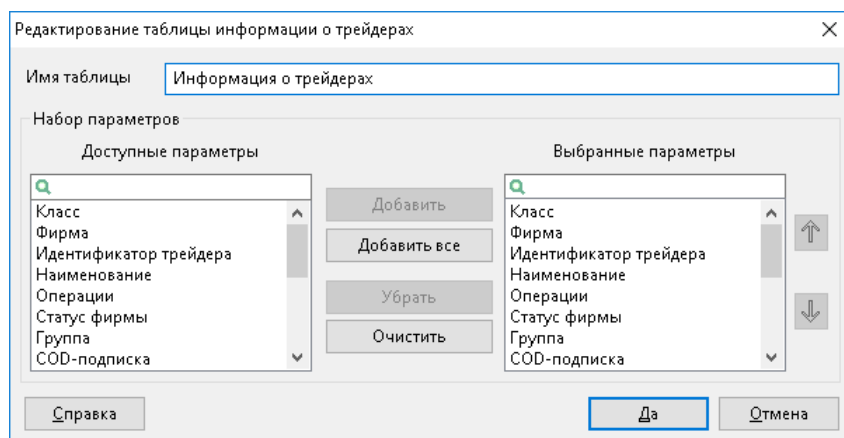 Редактирование таблицы информации о трейдерах
Имя таблицы
Информация о трейдерах
Набор параметров
Доступные параметры
Класс
Фирма
Идентификатор трейдера
Наименование
Операции
Статус фирмы
Группа
COD-подписка
Добавить
Добавить все
Убрать
Очистить
Выбранные параметры
Класс
Фирма
Идентификатор трейдера
Наименование
Операции
Статус фирмы
Группа
COD-подписка
Справка
Да
Отмена